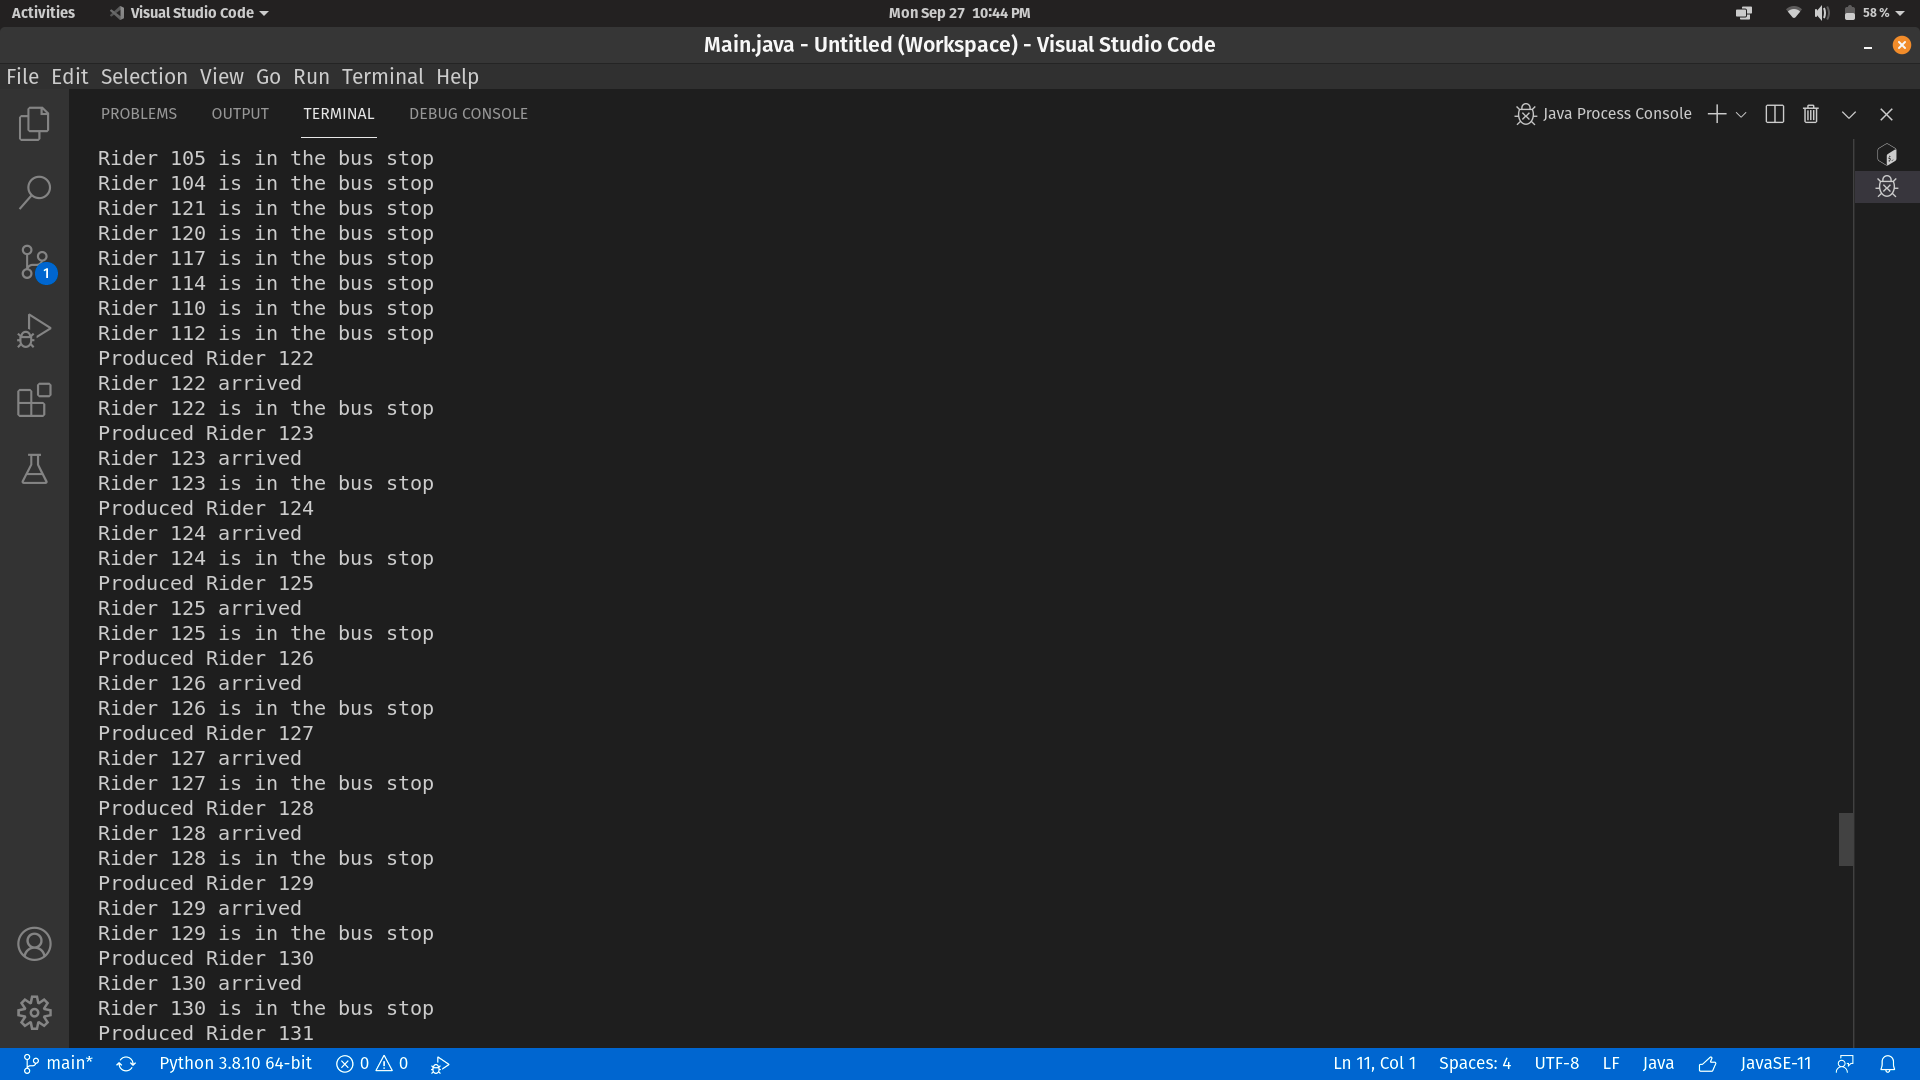 Activities Visual Studio Code Mon Sep 27 10:44 PM 58 %
Main.java - Untitled (Workspace) - Visual Studio Code
File Edit Selection View Go Run Terminal Help
PROBLEMS OUTPUT TERMINAL DEBUG CONSOLE Java Process Console
Rider 105 is in the bus stop
Rider 104 is in the bus stop
Rider 121 is in the bus stop
Rider 120 is in the bus stop
Rider 117 is in the bus stop
Rider 114 is in the bus stop
Rider 110 is in the bus stop
Rider 112 is in the bus stop
Produced Rider 122
Rider 122 arrived
Rider 122 is in the bus stop
Produced Rider 123
Rider 123 arrived
Rider 123 is in the bus stop
Produced Rider 124
Rider 124 arrived
Rider 124 is in the bus stop
Produced Rider 125
Rider 125 arrived
Rider 125 is in the bus stop
Produced Rider 126
Rider 126 arrived
Rider 126 is in the bus stop
Produced Rider 127
Rider 127 arrived
Rider 127 is in the bus stop
Produced Rider 128
Rider 128 arrived
Rider 128 is in the bus stop
Produced Rider 129
Rider 129 arrived
Rider 129 is in the bus stop
Produced Rider 130
Rider 130 arrived
Rider 130 is in the bus stop
Produced Rider 131
1
main* Python 3.8.10 64-bit 0 0 Ln 11, Col 1 Spaces: 4 UTF-8 LF Java JavaSE-11